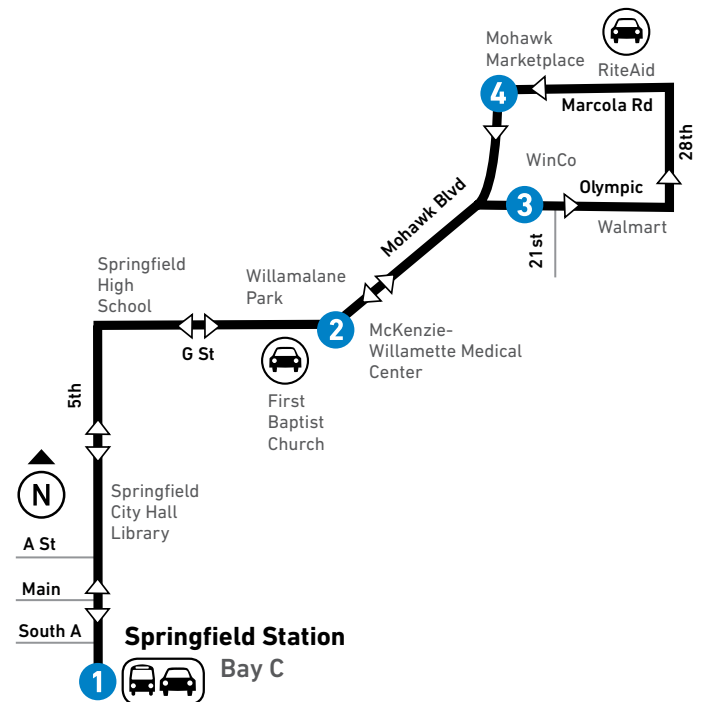 Mohawk
Marketplace
RiteAid
4
Marcola Rd
28th
WinCo
Olympic
3
Mohawk Blvd
21st
Walmart
Springfield
High
School
Willamalane
Park
2
G St
McKenzie-
Willamette Medical
Center
5th
First
Baptist
Church
N
Springfield
City Hall
Library
A St
Main
South A
Springfield Station
1
Bay C